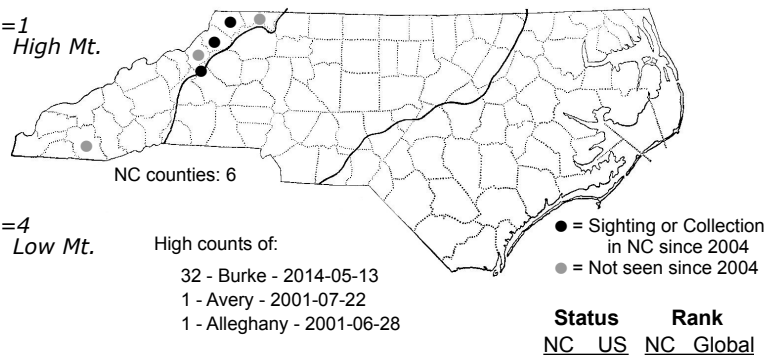 =1
High Mt.
NC counties: 6
=4
Low Mt.
High counts of:
32 - Burke - 2014-05-13
1 - Avery - 2001-07-22
1 - Alleghany - 2001-06-28
● = Sighting or Collection
in NC since 2004
● = Not seen since 2004
Status Rank
NC US NC Global